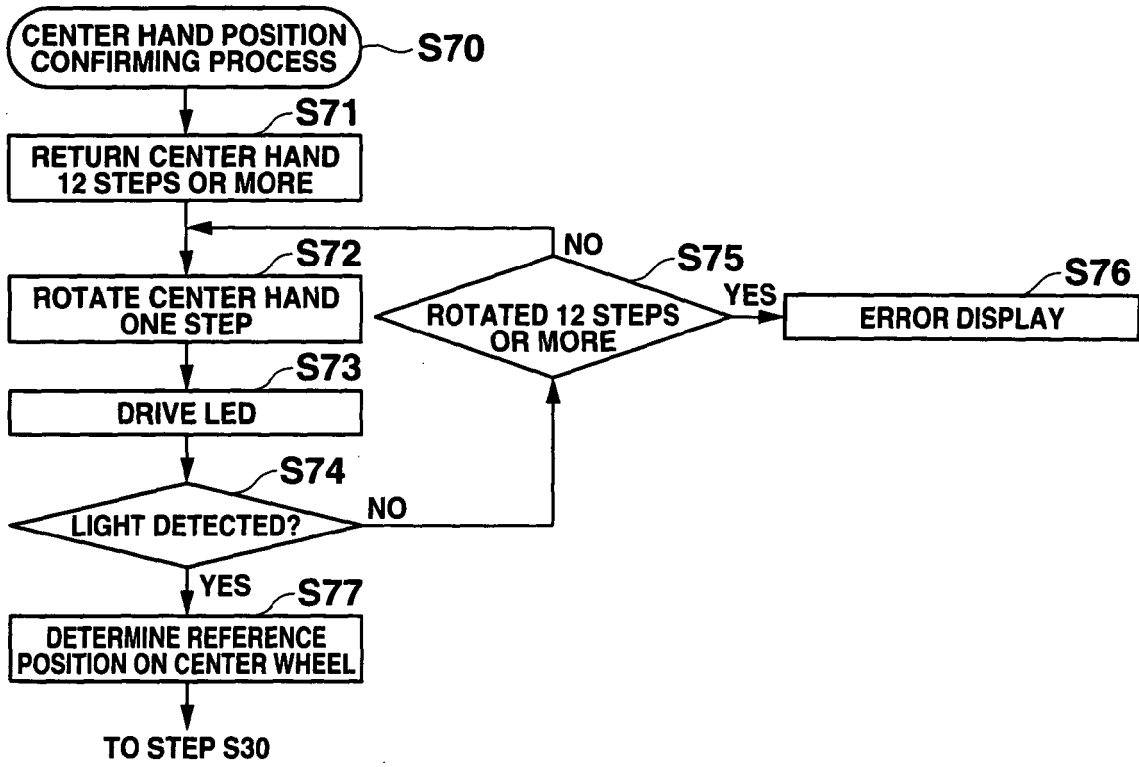 CENTER HAND POSITION
CONFIRMING PROCESS
S70
S71
RETURN CENTER HAND
12 STEPS OR MORE
S72
ROTATE CENTER HAND
ONE STEP
NO
S75
ROTATED 12 STEPS
OR MORE
YES
S76
ERROR DISPLAY
S73
DRIVE LED
S74
LIGHT DETECTED?
NO
YES
S77
DETERMINE REFERENCE
POSITION ON CENTER WHEEL
TO STEP S30